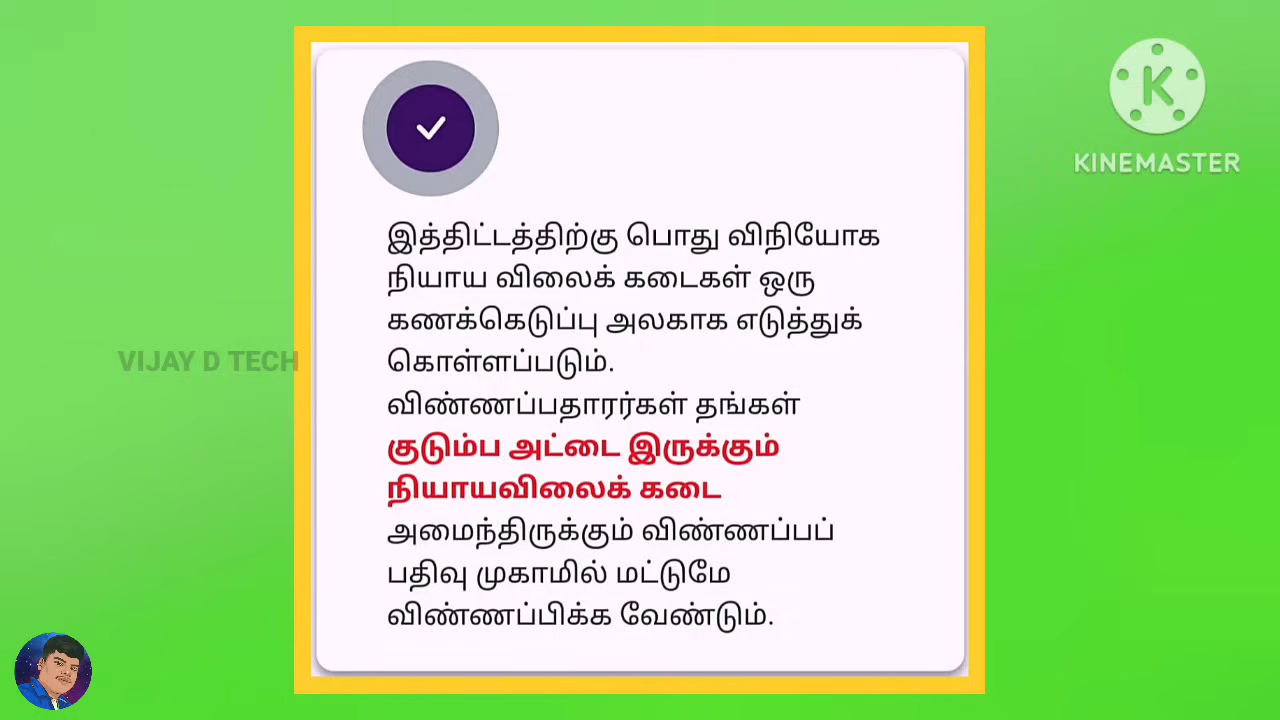 KINEMASTER
இத்திட்டத்திற்கு பொது விநியோக
நியாய விலைக் கடைகள் ஒரு
கணக்கெடுப்பு அலகாக எடுத்துக்
கொள்ளப்படும்.
விண்ணப்பதாரர்கள் தங்கள்
குடும்ப அட்டை இருக்கும்
நியாயவிலைக் கடை
அமைந்திருக்கும் விண்ணப்பப்
பதிவு முகாமில் மட்டுமே
விண்ணப்பிக்க வேண்டும்.
VIJAY D TECH